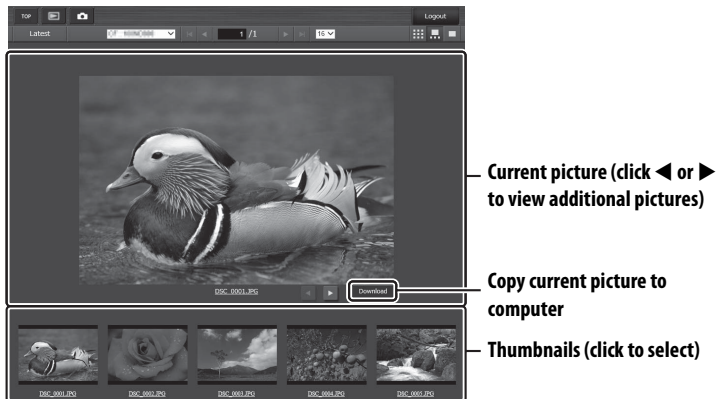 TOP
Logout
Latest
1 /1
16
Current picture (click ◀ or ▶
to view additional pictures)
DSC_0001.JPG
Download
Copy current picture to
computer
Thumbnails (click to select)
DSC_0001.JPG DSC_0002.JPG DSC_0003.JPG DSC_0004.JPG DSC_0005.JPG